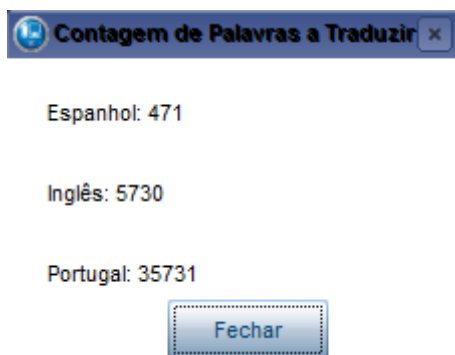 Contagem de Palavras a Traduzir
Espanhol: 471
Inglês: 5730
Portugal: 35731
Fechar